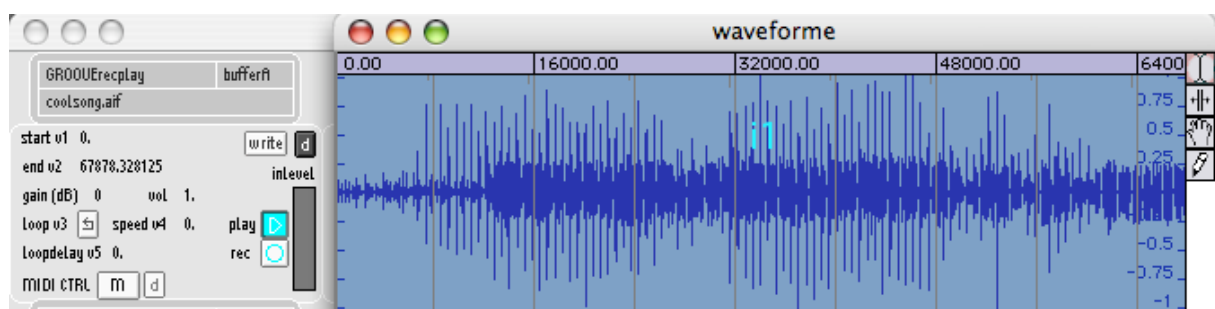 GROOVErecplay bufferA
coolsong.aif
start v1 0. write d
end v2 67878.328125 inLevel
gain (dB) 0 vol 1.
loop v3 speed v4 0. play
loopdelay v5 0. rec
MIDI CTRL m d
waveforme
0.00 16000.00 32000.00 48000.00 6400
0.75
0.5
i1
0.25
-0.5
-0.75
-1